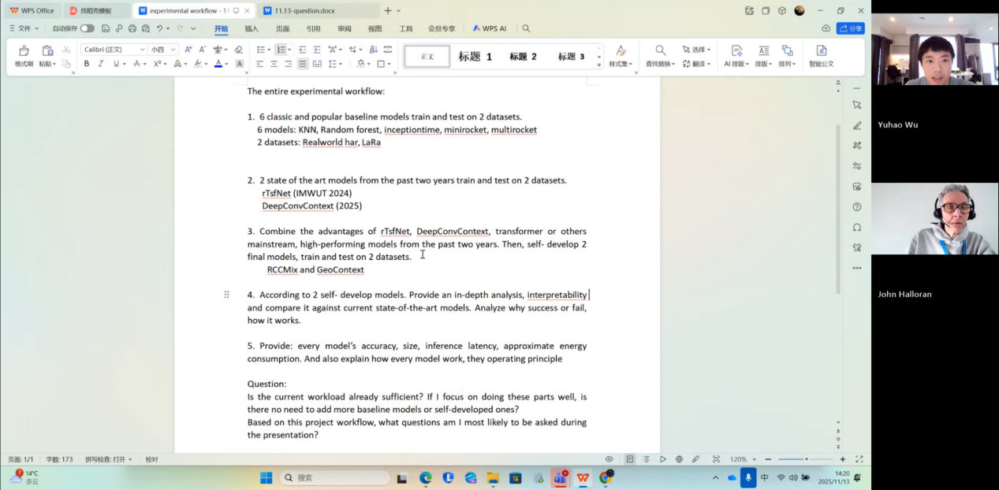 WPS Office
找稻壳模板
experimental workflow - 11
11.13-question.docx
文件
自动保存
开始
插入
页面
引用
审阅
视图
工具
会员专享
WPS AI
分享
格式刷
粘贴
Calibri (正文)
小四
正文
标题 1
标题 2
标题 3
样式集
查找替换
选择
翻译
AI 排版
排版
排列
智能公文
The entire experimental workflow:
1. 6 classic and popular baseline models train and test on 2 datasets.
6 models: KNN, Random forest, inceptiontime, minirocket, multirocket
2 datasets: Realworld har, LaRa
2. 2 state of the art models from the past two years train and test on 2 datasets.
rTsfNet (IMWUT 2024)
DeepConvContext (2025)
3. Combine the advantages of rTsfNet, DeepConvContext, transformer or others
mainstream, high-performing models from the past two years. Then, self- develop 2
final models, train and test on 2 datasets.
RCCMix and GeoContext
4. According to 2 self- develop models. Provide an in-depth analysis, interpretability
and compare it against current state-of-the-art models. Analyze why success or fail,
how it works.
5. Provide: every model's accuracy, size, inference latency, approximate energy
consumption. And also explain how every model work, they operating principle
Question:
Is the current workload already sufficient? If I focus on doing these parts well, is
there no need to add more baseline models or self-developed ones?
Based on this project workflow, what questions am I most likely to be asked during
the presentation?
Yuhao Wu
John Halloran
页面: 1/1
字数: 173
拼写检查: 打开
校对
120%
7
14°C
多云
搜索
中
14:20
2025/11/13